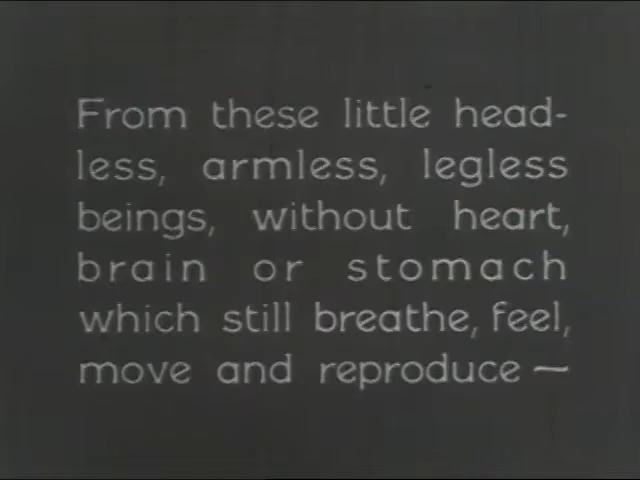 From these little head-
less, armless, legless
beings, without heart,
brain or stomach
which still breathe, feel,
move and reproduce —